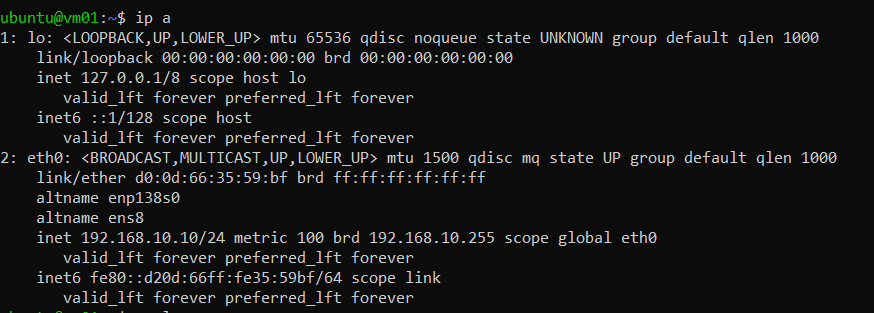 ubuntu@vm01:~$ ip a
1: lo: <LOOPBACK,UP,LOWER_UP> mtu 65536 qdisc noqueue state UNKNOWN group default qlen 1000
    link/loopback 00:00:00:00:00:00 brd 00:00:00:00:00:00
    inet 127.0.0.1/8 scope host lo
       valid_lft forever preferred_lft forever
    inet6 ::1/128 scope host
       valid_lft forever preferred_lft forever
2: eth0: <BROADCAST,MULTICAST,UP,LOWER_UP> mtu 1500 qdisc mq state UP group default qlen 1000
    link/ether d0:0d:66:35:59:bf brd ff:ff:ff:ff:ff:ff
    altname enp138s0
    altname ens8
    inet 192.168.10.10/24 metric 100 brd 192.168.10.255 scope global eth0
       valid_lft forever preferred_lft forever
    inet6 fe80::d20d:66ff:fe35:59bf/64 scope link
       valid_lft forever preferred_lft forever